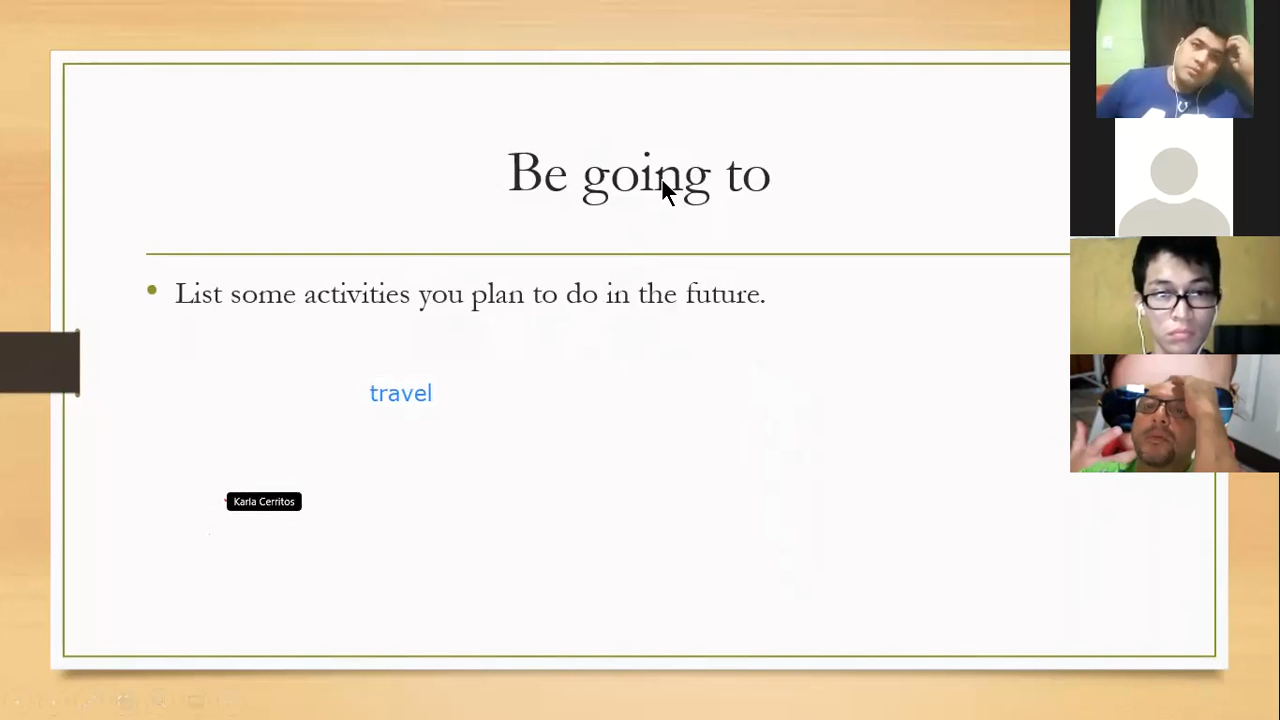 Be going to
List some activities you plan to do in the future.
travel
Karla Cerritos